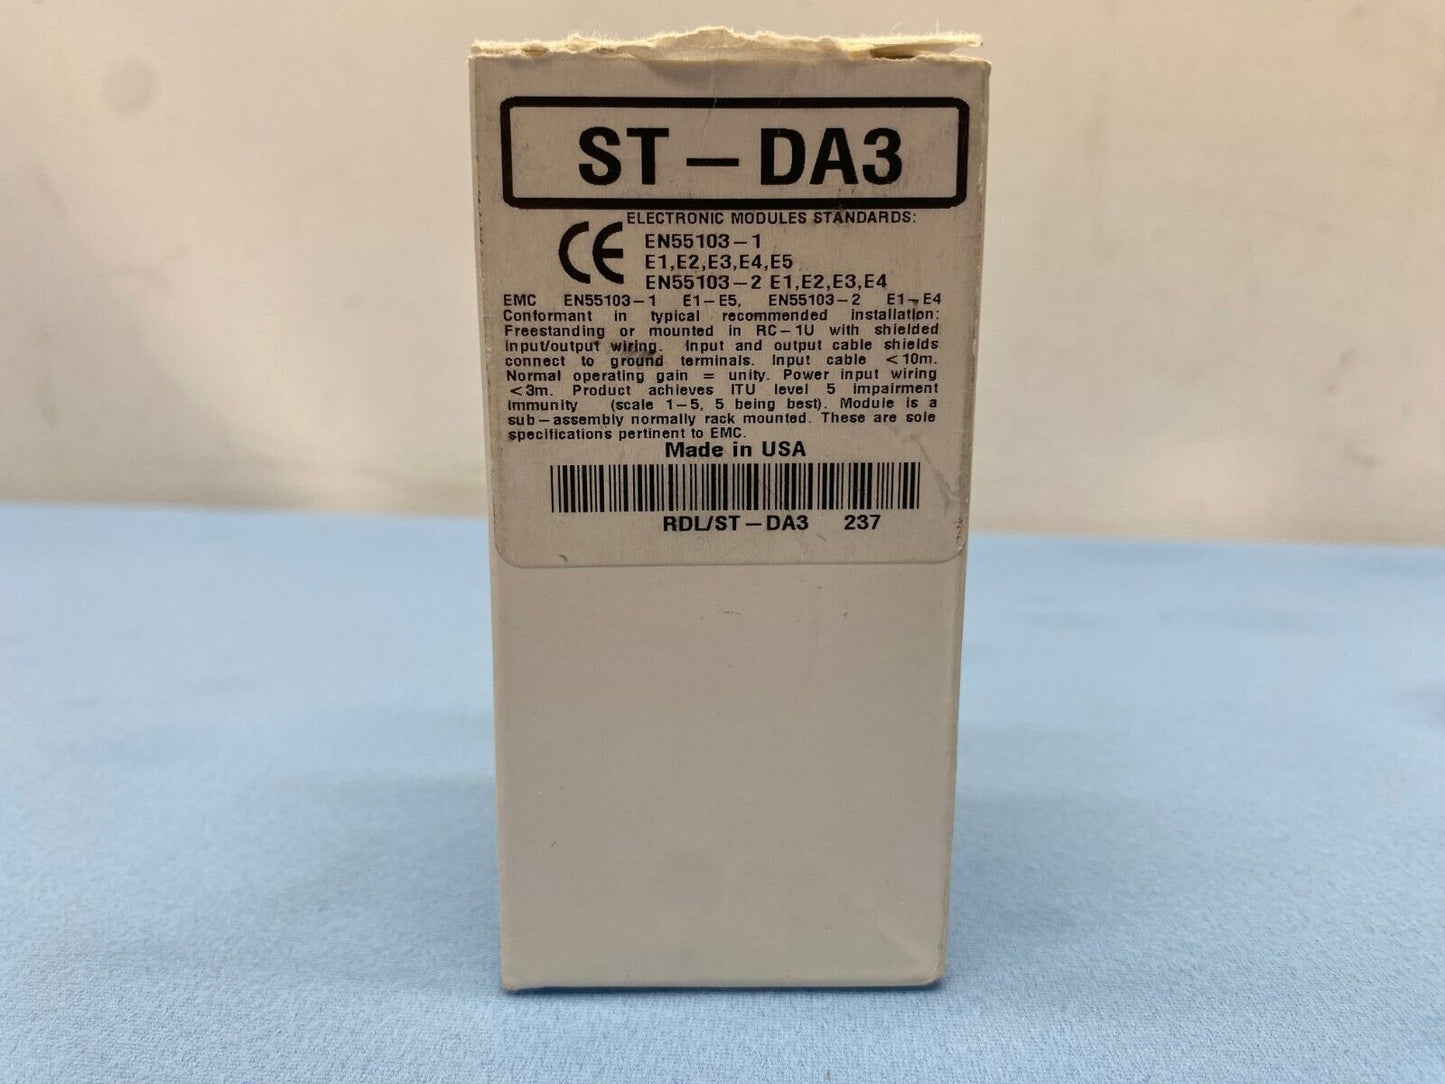 ST-DA3
ELECTRONIC MODULES STANDARDS:
CE EN55103-1
E1,E2,E3,E4,E5
EN55103-2 E1,E2,E3,E4
EMC EN55103-1 E1-E5, EN55103-2 E1-E4
Conformant in typical recommended installation:
Freestanding or mounted in RC-1U with shielded
input/output wiring. Input and output cable shields
connect to ground terminals. Input cable <10m.
Normal operating gain = unity. Power input wiring
<3m. Product achieves ITU level 5 impairment
immunity (scale 1-5, 5 being best). Module is a
sub-assembly normally rack mounted. These are sole
specifications pertinent to EMC.
Made in USA
RDL/ST-DA3 237